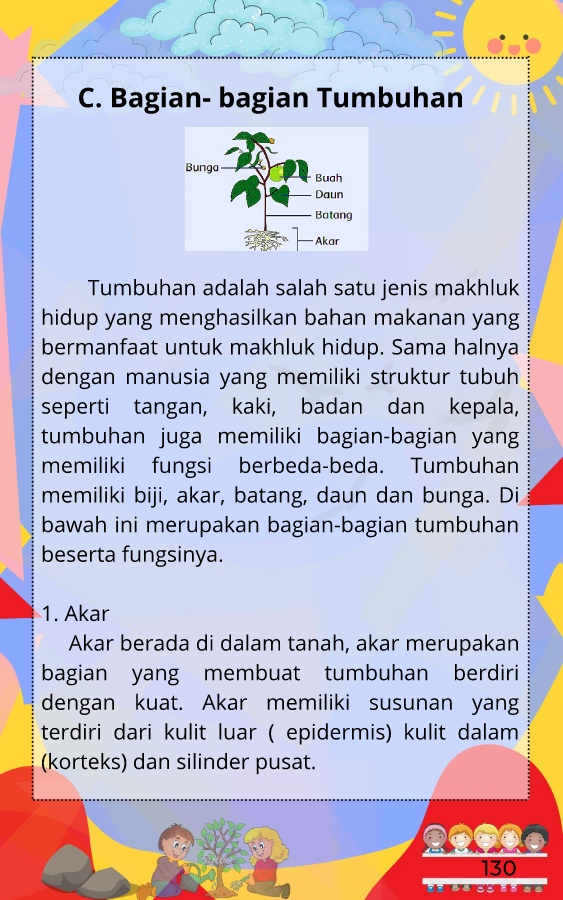 C. Bagian- bagian Tumbuhan
Bunga
Buah
Daun
Batang
Akar
Tumbuhan adalah salah satu jenis makhluk
hidup yang menghasilkan bahan makanan yang
bermanfaat untuk makhluk hidup. Sama halnya
dengan manusia yang memiliki struktur tubuh
seperti tangan, kaki, badan dan kepala,
tumbuhan juga memiliki bagian-bagian yang
memiliki fungsi berbeda-beda. Tumbuhan
memiliki biji, akar, batang, daun dan bunga. Di
bawah ini merupakan bagian-bagian tumbuhan
beserta fungsinya.
1. Akar
Akar berada di dalam tanah, akar merupakan
bagian yang membuat tumbuhan berdiri
dengan kuat. Akar memiliki susunan yang
terdiri dari kulit luar ( epidermis) kulit dalam
(korteks) dan silinder pusat.
130